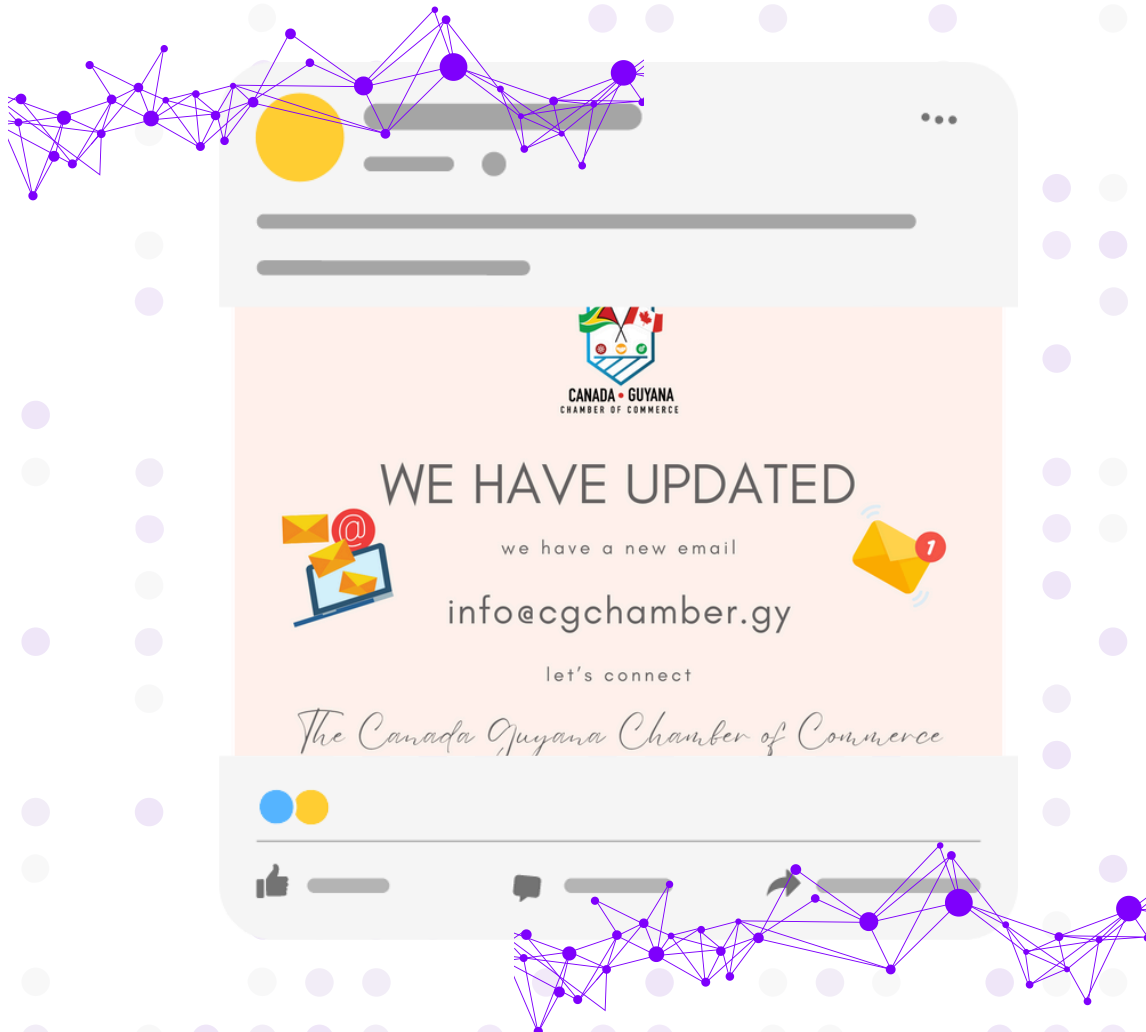 CANADA • GUYANA
CHAMBER OF COMMERCE
WE HAVE UPDATED
@
1
we have a new email
info@cgchamber.gy
let's connect
The Canada Guyana Chamber of Commerce